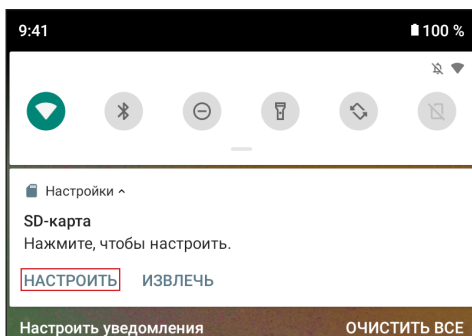 9:41 100 %
Настройки
SD-карта
Нажмите, чтобы настроить.
НАСТРОИТЬ ИЗВЛЕЧЬ
Настроить уведомления ОЧИСТИТЬ ВСЕ